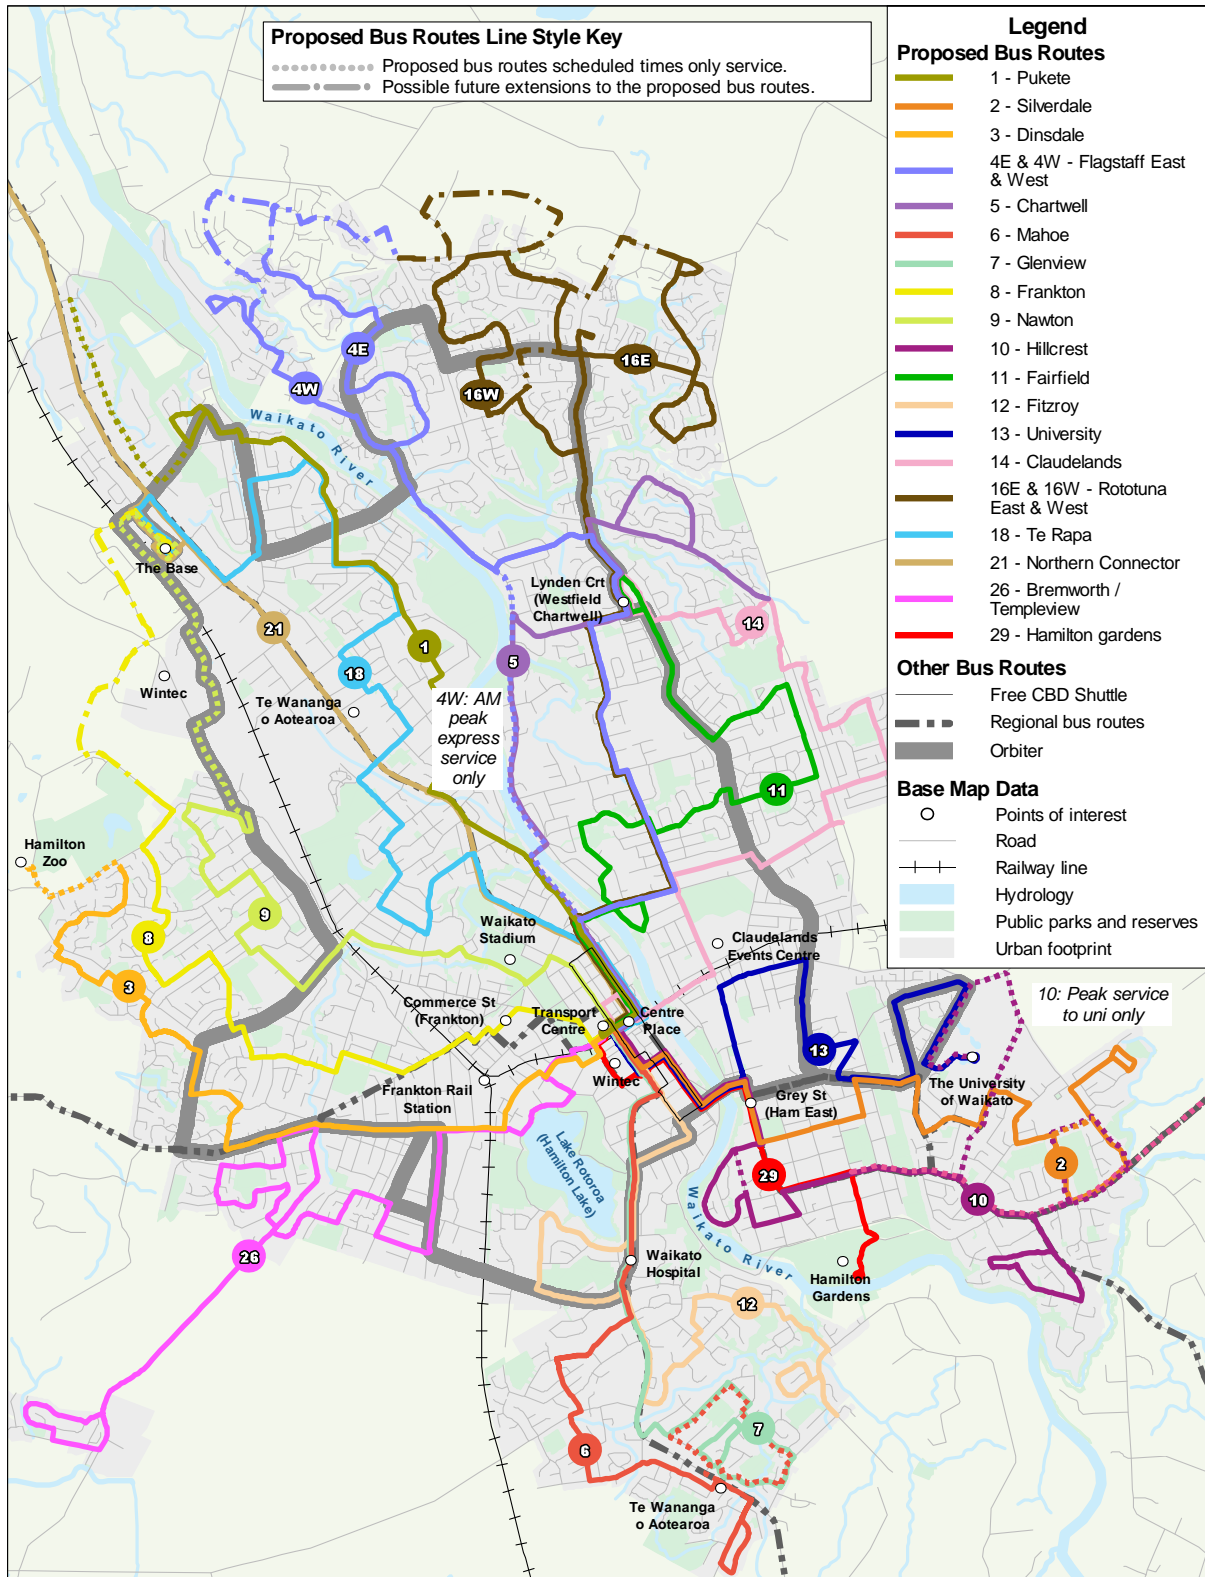 Proposed Bus Routes Line Style Key
Proposed bus routes scheduled times only service.
Possible future extensions to the proposed bus routes.
Legend
Proposed Bus Routes
1 - Pukete
2 - Silverdale
3 - Dinsdale
4E & 4W - Flagstaff East
& West
5 - Chartwell
6 - Mahoe
7 - Glenview
8 - Frankton
9 - Nawton
10 - Hillcrest
11 - Fairfield
12 - Fitzroy
13 - University
14 - Claudelands
16E & 16W - Rototuna
East & West
18 - Te Rapa
21 - Northern Connector
26 - Bremworth /
Templeview
29 - Hamilton gardens
Other Bus Routes
Free CBD Shuttle
Regional bus routes
Orbiter
Base Map Data
Points of interest
Road
Railway line
Hydrology
Public parks and reserves
Urban footprint
4E
4W
16E
16W
Waikato River
The Base
Lynden Crt
(Westfield
Chartwell)
14
21
1
5
18
Wintec
Te Wananga
o Aotearoa
4W: AM
peak
express
service
only
11
Hamilton
Zoo
9
8
3
Waikato
Stadium
Claudelands
Events Centre
Commerce St
(Frankton)
Transport
Centre
Centre
Place
10: Peak service
to uni only
13
Wintec
The University
of Waikato
Frankton Rail
Station
Grey St
(Ham East)
Lake Rotoroa
(Hamilton Lake)
2
29
10
Waikato River
26
Waikato
Hospital
Hamilton
Gardens
12
7
6
Te Wananga
o Aotearoa